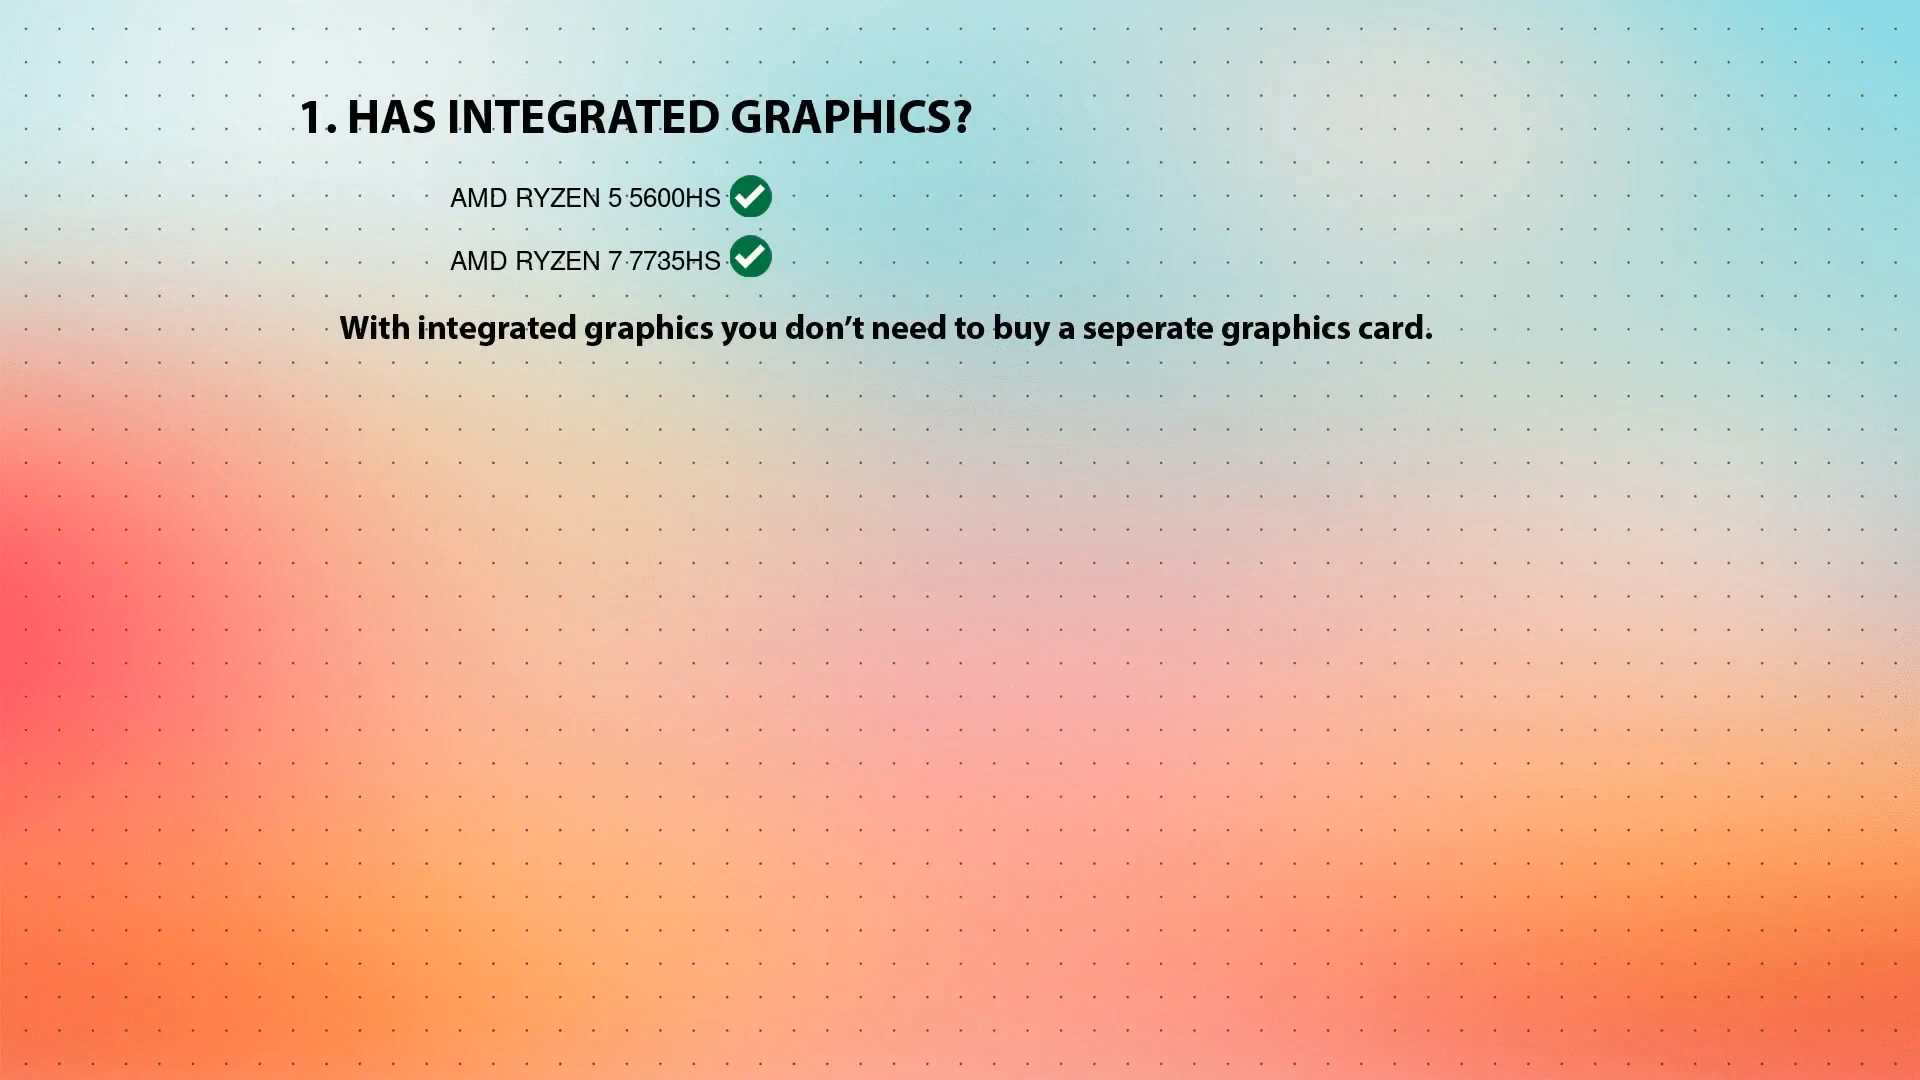 1. HAS INTEGRATED GRAPHICS?
AMD RYZEN 5 5600HS
AMD RYZEN 7 7735HS
With integrated graphics you don’t need to buy a seperate graphics card.